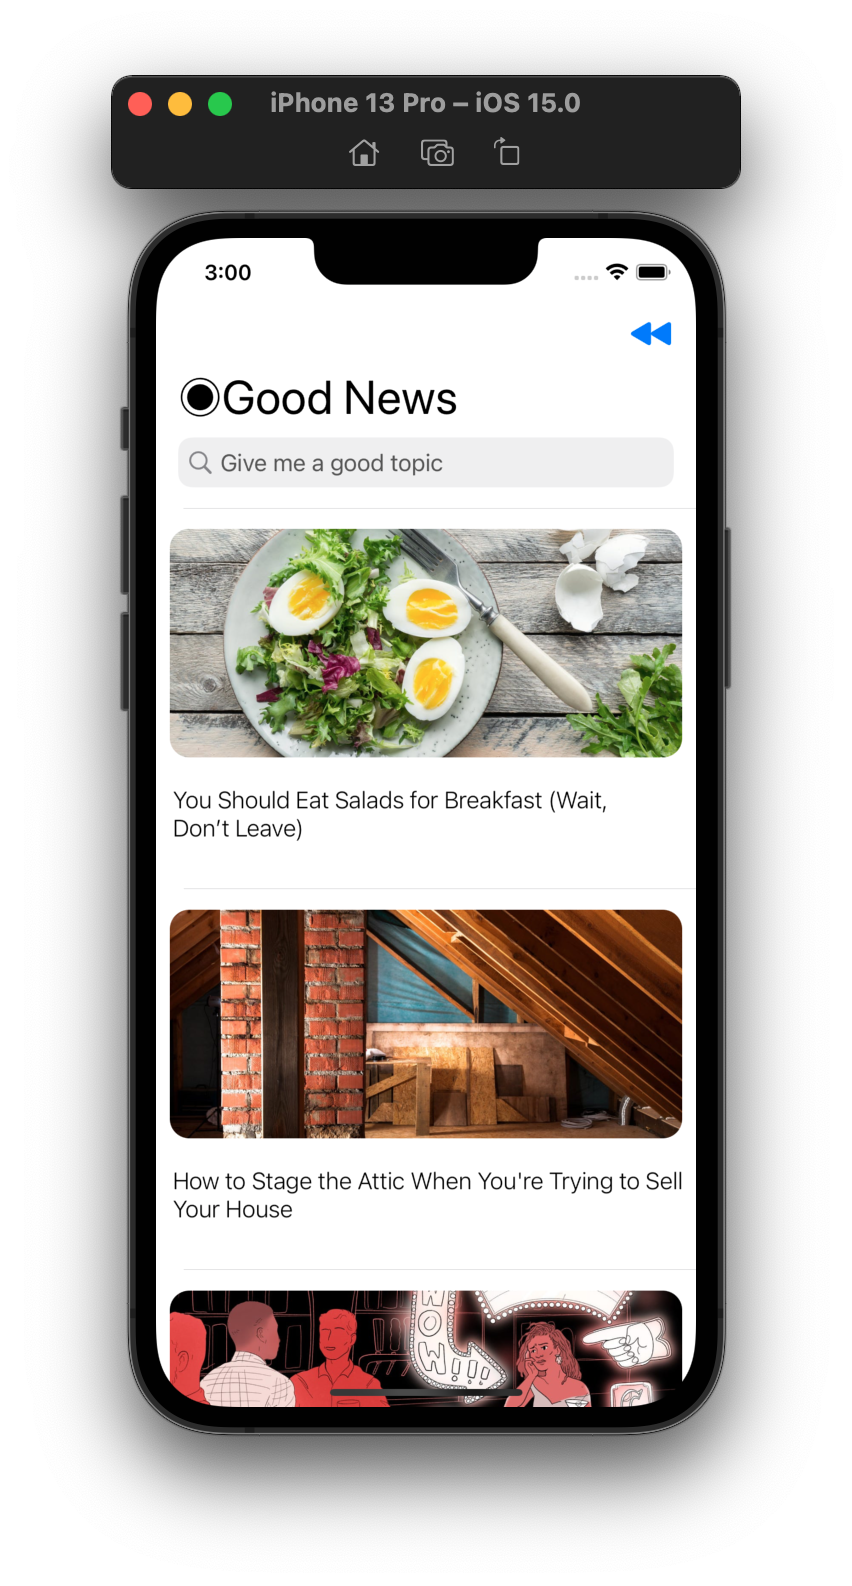 iPhone 13 Pro – iOS 15.0
3:00
Good News
Give me a good topic
You Should Eat Salads for Breakfast (Wait,
Don’t Leave)
How to Stage the Attic When You're Trying to Sell
Your House
WOW!!!